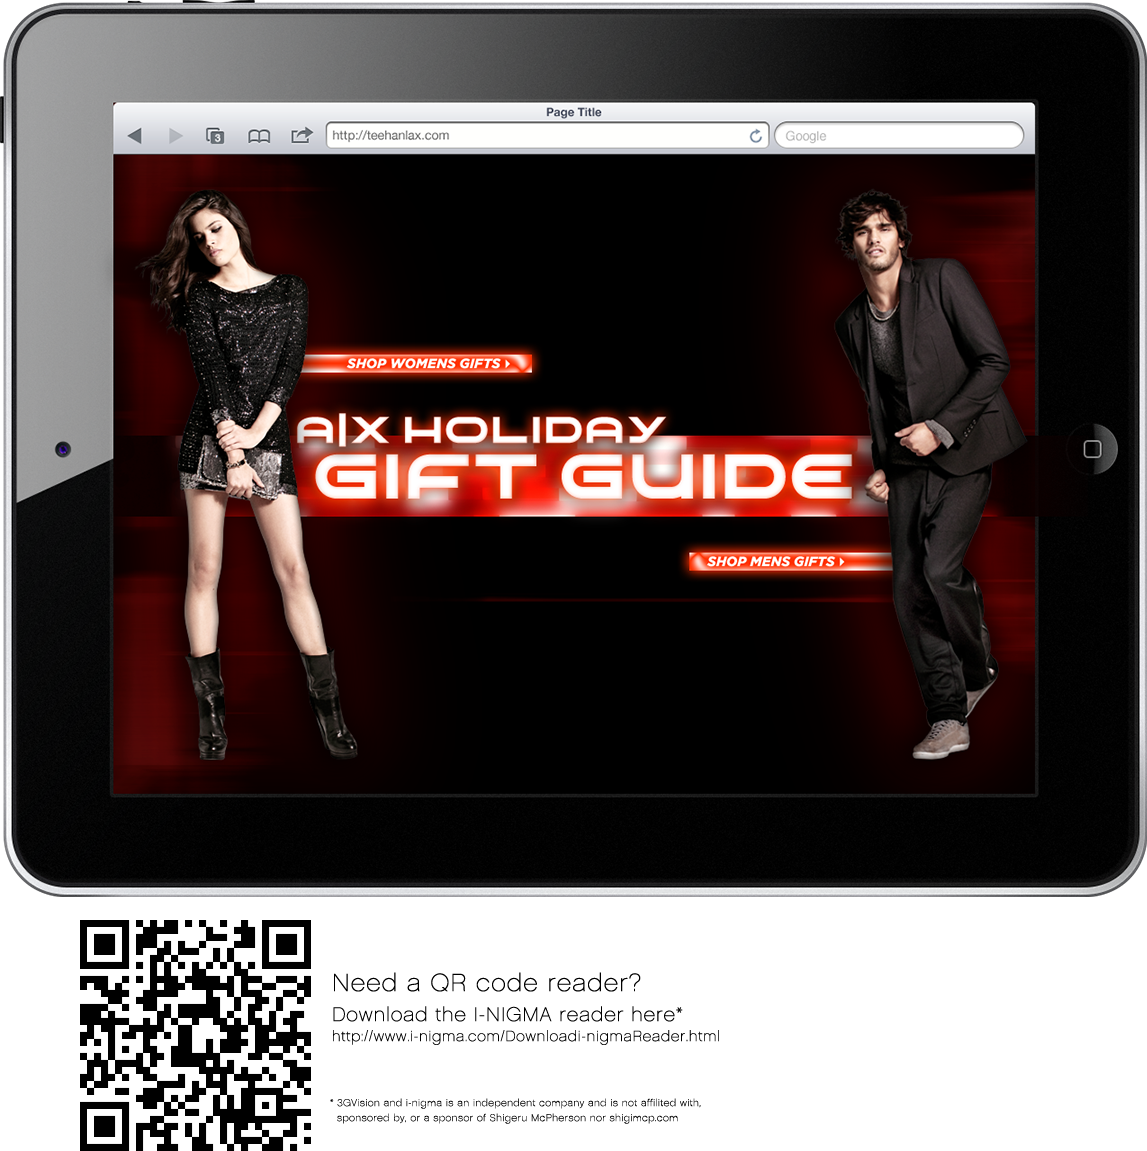 Page Title
3
http://teehanlax.com
Google
SHOP WOMENS GIFTS
A|X HOLIDAY
GIFT GUIDE
SHOP MENS GIFTS
Need a QR code reader?
Download the I-NIGMA reader here*
http://www.i-nigma.com/Downloadi-nigmaReader.html
* 3GVision and i-nigma is an independent company and is not affilited with,
sponsored by, or a sponsor of Shigeru McPherson nor shigimcp.com